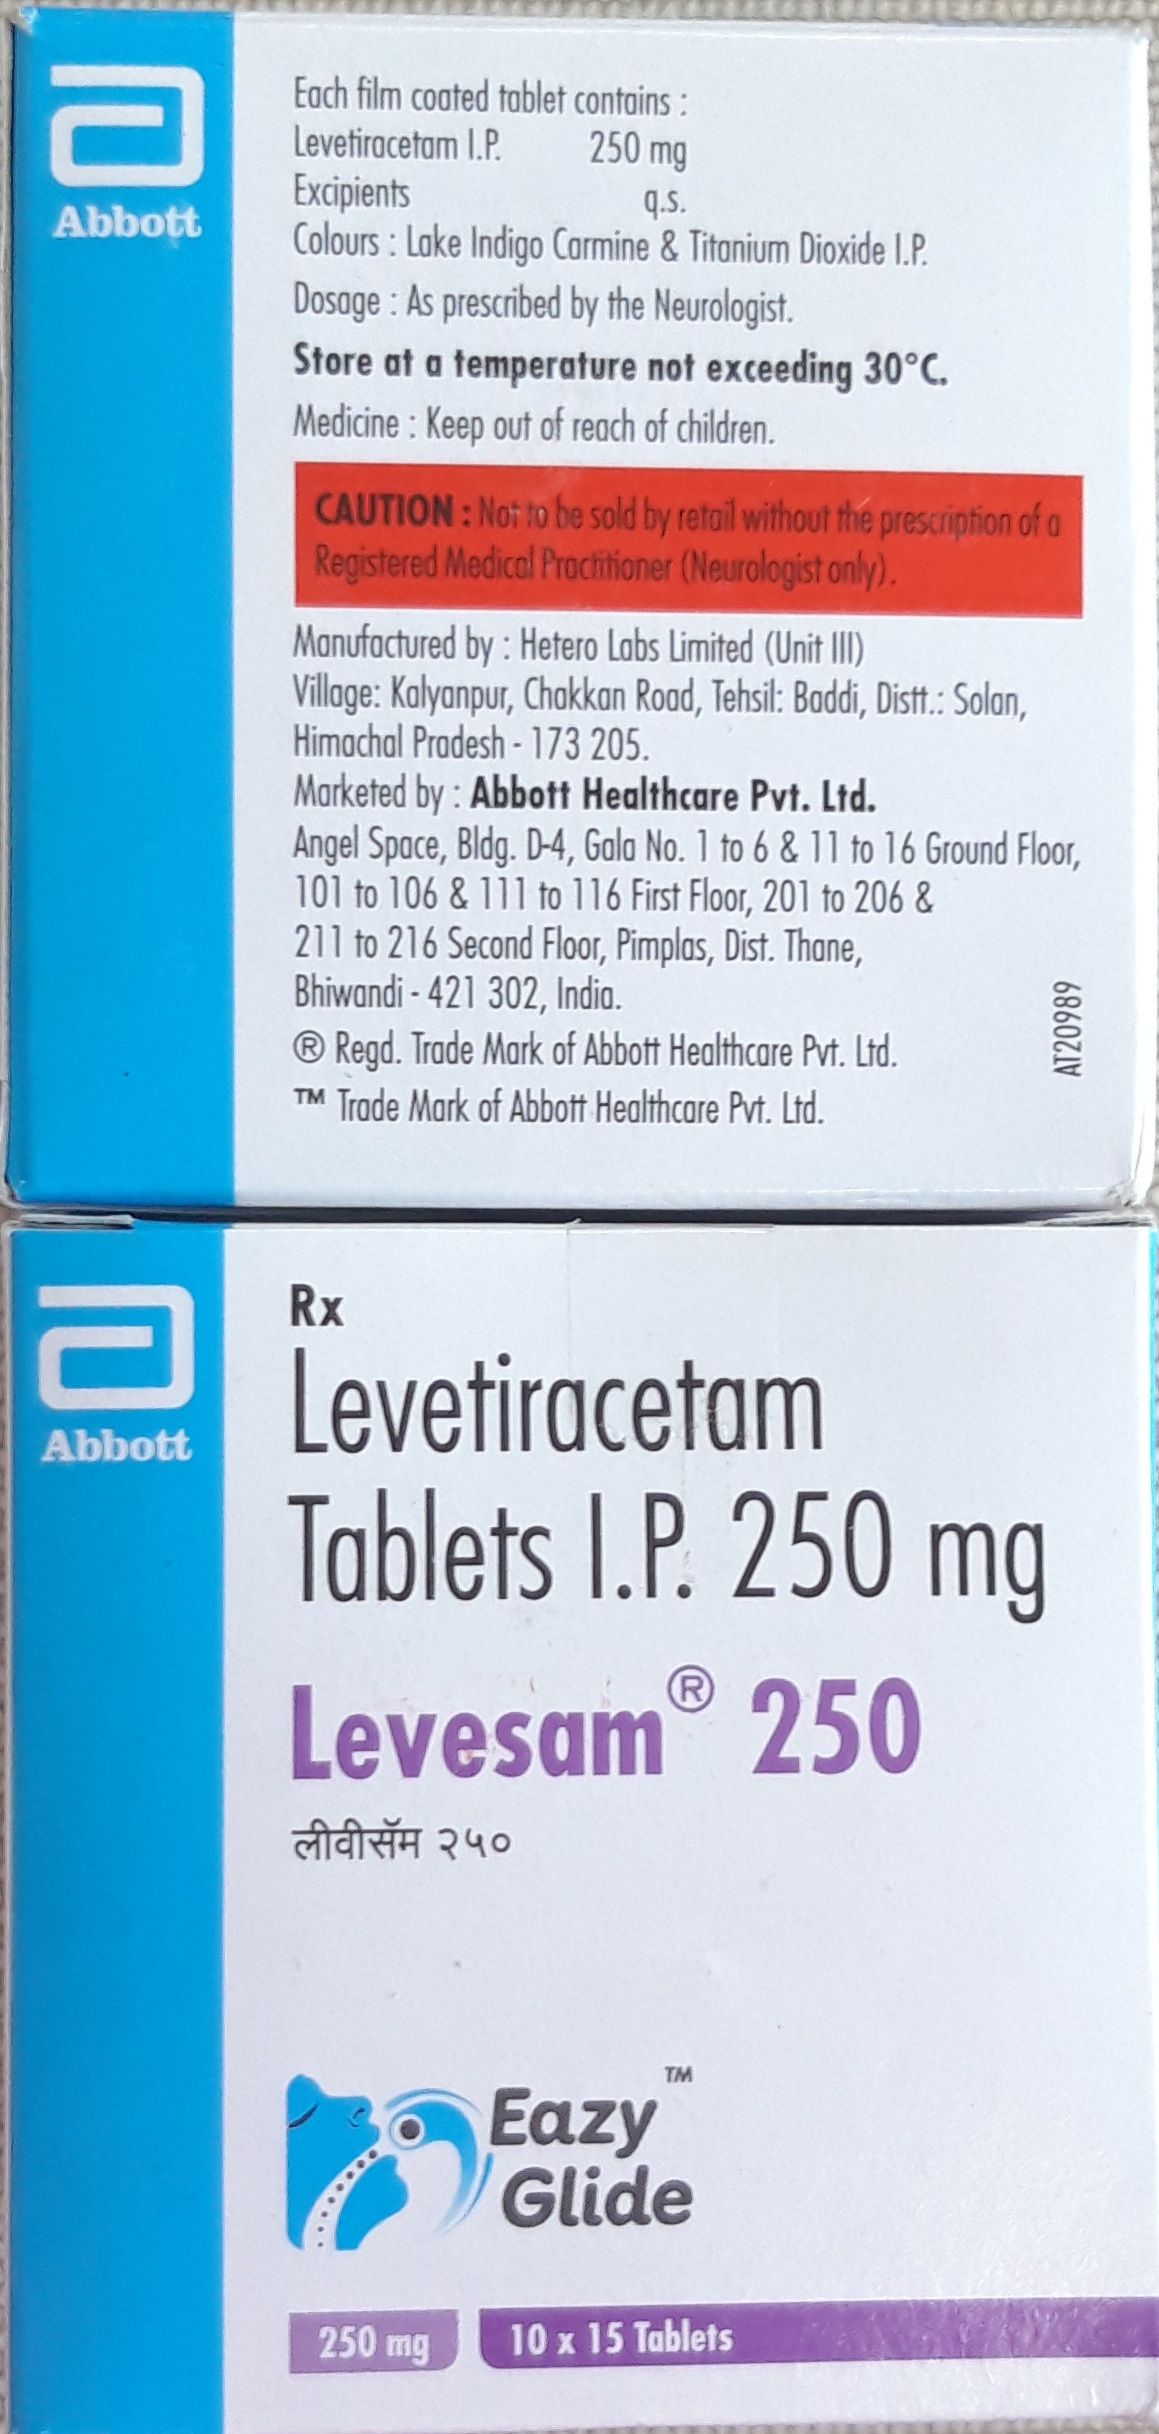 Abbott
Each film coated tablet contains :
Levetiracetam I.P. 250 mg
Excipients q.s.
Colours : Lake Indigo Carmine & Titanium Dioxide I.P.
Dosage : As prescribed by the Neurologist.
Store at a temperature not exceeding 30°C.
Medicine : Keep out of reach of children.
CAUTION : Not to be sold by retail without the prescription of a
Registered Medical Practitioner (Neurologist only).
Manufactured by : Hetero Labs Limited (Unit III)
Village: Kalyanpur, Chakkan Road, Tehsil: Baddi, Distt.: Solan,
Himachal Pradesh - 173 205.
Marketed by : Abbott Healthcare Pvt. Ltd.
Angel Space, Bldg. D-4, Gala No. 1 to 6 & 11 to 16 Ground Floor,
101 to 106 & 111 to 116 First Floor, 201 to 206 &
211 to 216 Second Floor, Pimplas, Dist. Thane,
Bhiwandi - 421 302, India.
® Regd. Trade Mark of Abbott Healthcare Pvt. Ltd.
™ Trade Mark of Abbott Healthcare Pvt. Ltd.
AT20989
Abbott
Rx
Levetiracetam
Tablets I.P. 250 mg
Levesam® 250
लीवीसॅम २५०
Eazy™
Glide
250 mg
10 x 15 Tablets